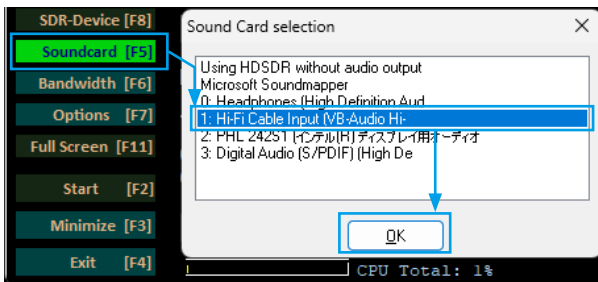 SDR-Device [F8]
Soundcard [F5]
Bandwidth [F6]
Options [F7]
Full Screen [F11]
Start [F2]
Minimize [F3]
Exit [F4]
Sound Card selection
Using HDSDR without audio output
Microsoft Soundmapper
0: Headphones (High Definition Aud
1: Hi-Fi Cable Input (VB-Audio Hi-
2: PHL 242S1 (インテル(R) ディスプレイ用オーディオ
3: Digital Audio (S/PDIF) (High De
OK
CPU Total: 1%